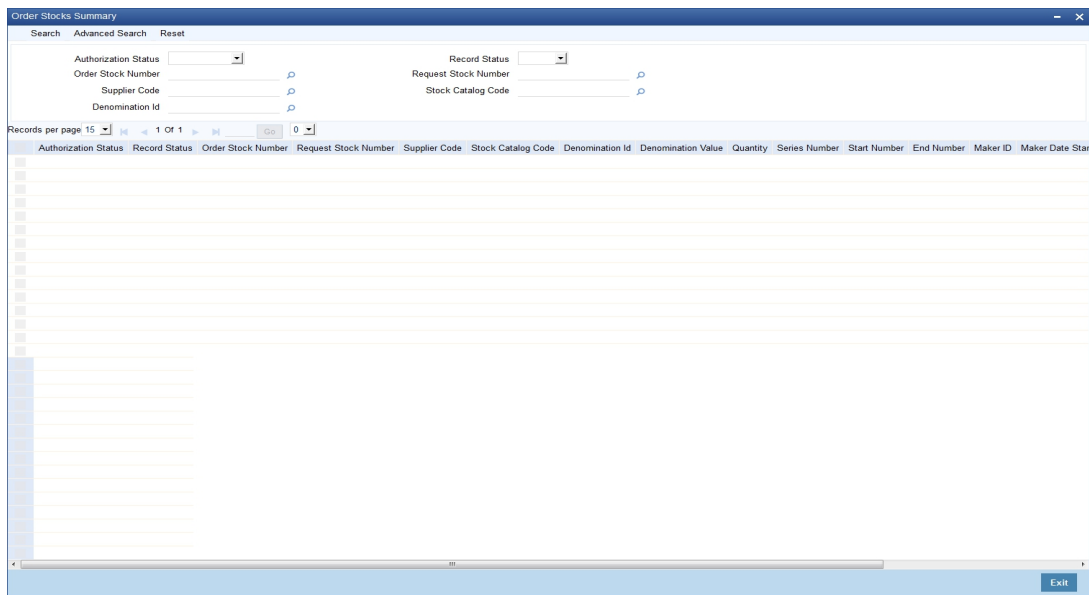 Order Stocks Summary
Search Advanced Search Reset
Authorization Status Record Status
Order Stock Number Request Stock Number
Supplier Code Stock Catalog Code
Denomination Id
Records per page 15 1 Of 1 Go 0
Authorization Status Record Status Order Stock Number Request Stock Number Supplier Code Stock Catalog Code Denomination Id Denomination Value Quantity Series Number Start Number End Number Maker ID Maker Date Star
Exit